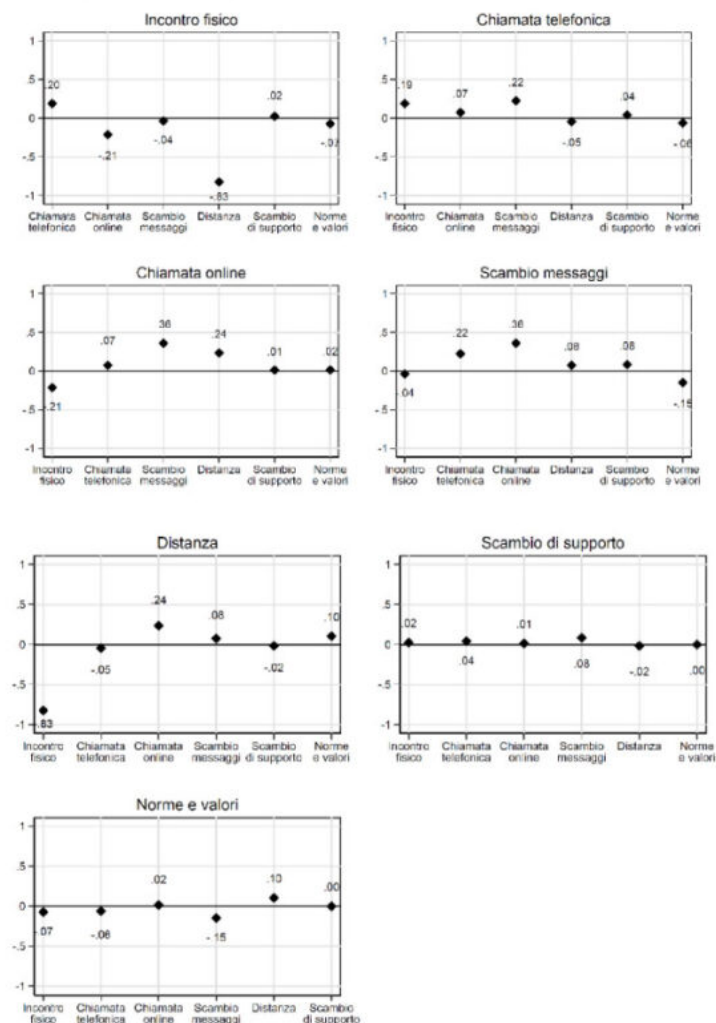 Incontro fisico
1
.5
0
-.5
-1
.20
-.21
-.04
-.83
.02
-.07
Chiamata telefonica
Chiamata online
Scambio messaggi
Distanza
Scambio di supporto
Norme e valori
Chiamata telefonica
1
.5
0
-.5
-1
.19
.07
.22
-.05
.04
-.06
Incontro fisico
Chiamata online
Scambio messaggi
Distanza
Scambio di supporto
Norme e valori
Chiamata online
1
.5
0
-.5
-1
-.21
.07
.36
.24
.01
.02
Incontro fisico
Chiamata telefonica
Scambio messaggi
Distanza
Scambio di supporto
Norme e valori
Scambio messaggi
1
.5
0
-.5
-1
-.04
.22
.36
.08
.08
-.15
Incontro fisico
Chiamata telefonica
Chiamata online
Distanza
Scambio di supporto
Norme e valori
Distanza
1
.5
0
-.5
-1
-.83
-.05
.24
.08
-.02
.10
Incontro fisico
Chiamata telefonica
Chiamata online
Scambio messaggi
Scambio di supporto
Norme e valori
Scambio di supporto
1
.5
0
-.5
-1
.02
.04
.01
.08
-.02
.00
Incontro fisico
Chiamata telefonica
Chiamata online
Scambio messaggi
Distanza
Norme e valori
Norme e valori
1
.5
0
-.5
-1
-.07
-.06
.02
-.15
.10
.00
Incontro fisico
Chiamata telefonica
Chiamata online
Scambio messaggi
Distanza
Scambio di supporto